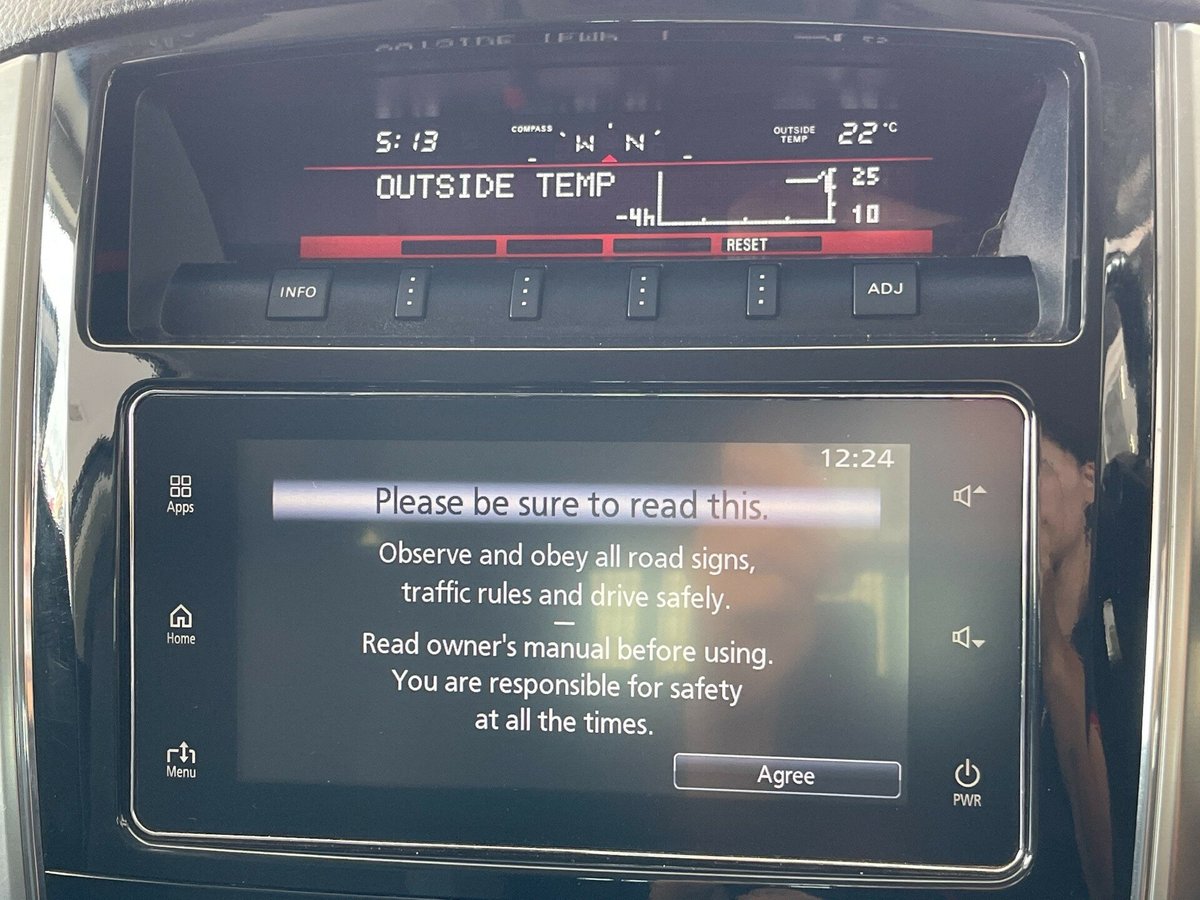 5:13
COMPASS
W N
OUTSIDE TEMP 22°C
OUTSIDE TEMP
-4h
25
10
RESET
INFO
ADJ
12:24
Please be sure to read this.
Observe and obey all road signs,
traffic rules and drive safely.
Read owner's manual before using.
You are responsible for safety
at all the times.
Agree
Apps
Home
Menu
PWR